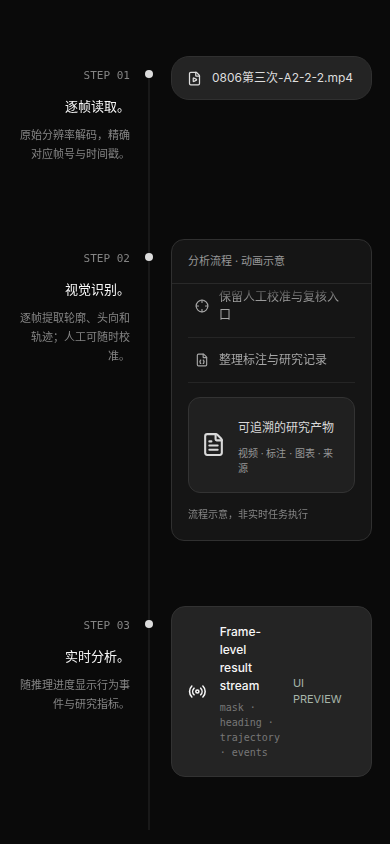 STEP 01
逐帧读取。
原始分辨率解码，精确
对应帧号与时间戳。
0806第三次-A2-2-2.mp4
STEP 02
视觉识别。
逐帧提取轮廓、头向和
轨迹；人工可随时校
准。
分析流程 · 动画示意
保留人工校准与复核入
口
整理标注与研究记录
可追溯的研究产物
视频 · 标注 · 图表 · 来
源
流程示意，非实时任务执行
STEP 03
实时分析。
随推理进度显示行为事
件与研究指标。
Frame-
level
result
stream
mask ·
heading ·
trajectory
· events
UI
PREVIEW